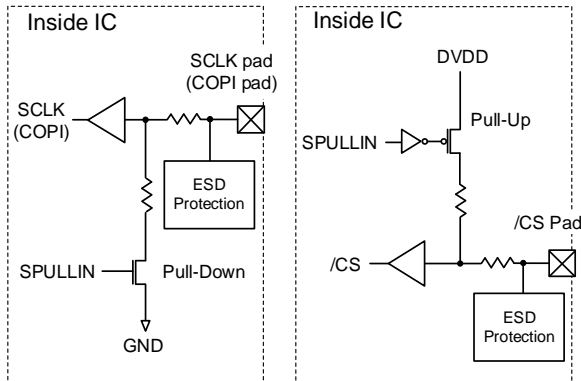 Inside IC
SCLK pad
(COPI pad)
SCLK
(COPI)
ESD
Protection
SPULLIN
Pull-Down
GND
Inside IC
DVDD
SPULLIN
Pull-Up
/CS Pad
/CS
ESD
Protection